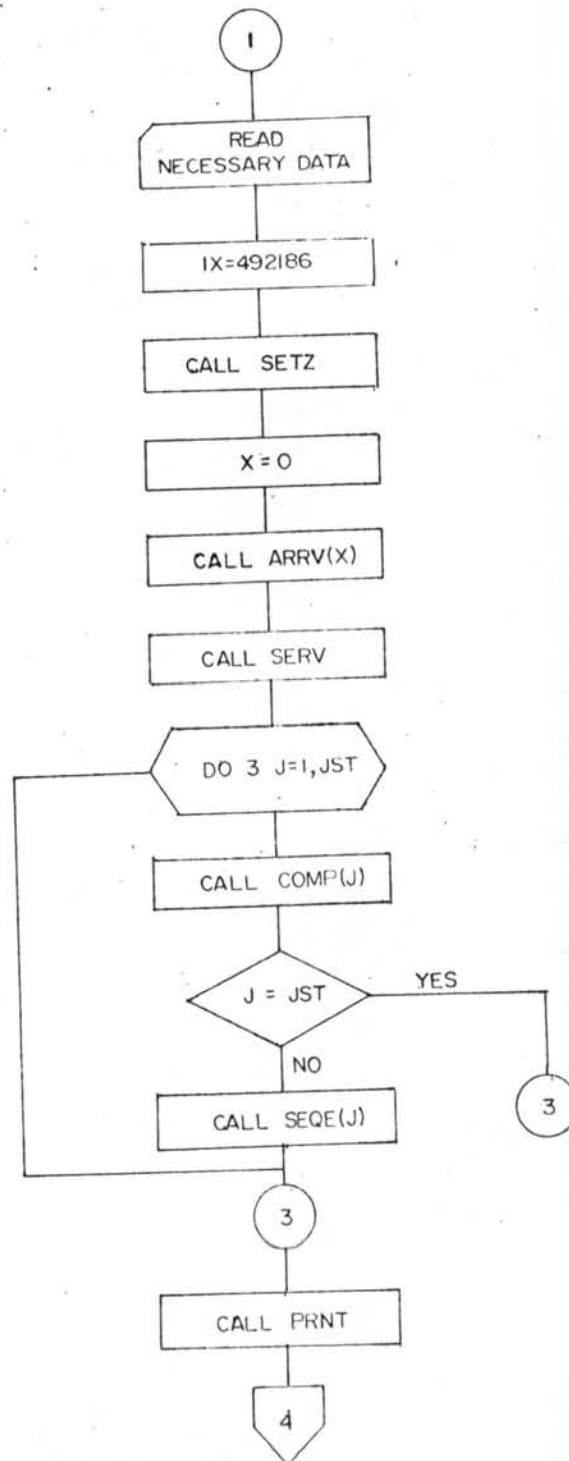 1
READ
NECESSARY DATA
IX=492186
CALL SETZ
X = 0
CALL ARRV(X)
CALL SERV
DO 3 J=1,JST
CALL COMP(J)
J = JST
YES
NO
3
CALL SEQE(J)
3
CALL PRNT
4